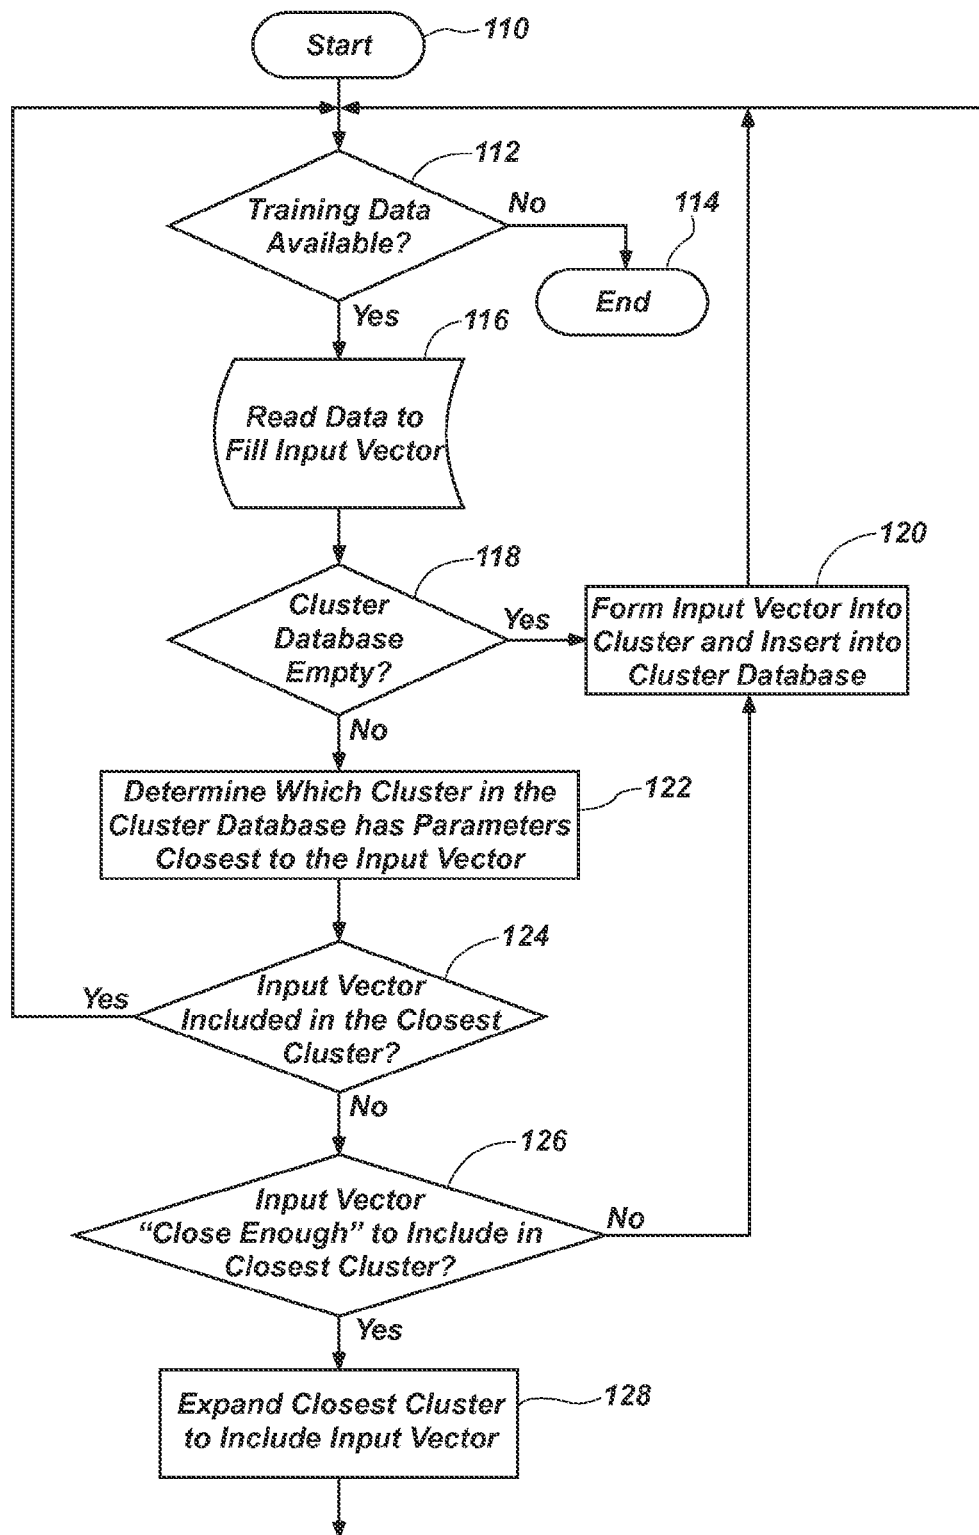 Start
110
112
Training Data
Available?
No
114
End
Yes
116
Read Data to
Fill Input Vector
118
Cluster
Database
Empty?
Yes
120
Form Input Vector Into
Cluster and Insert into
Cluster Database
No
Determine Which Cluster in the
Cluster Database has Parameters
Closest to the Input Vector
122
124
Input Vector
Included in the Closest
Cluster?
Yes
No
126
Input Vector
“Close Enough” to Include in
Closest Cluster?
No
Yes
Expand Closest Cluster
to Include Input Vector
128